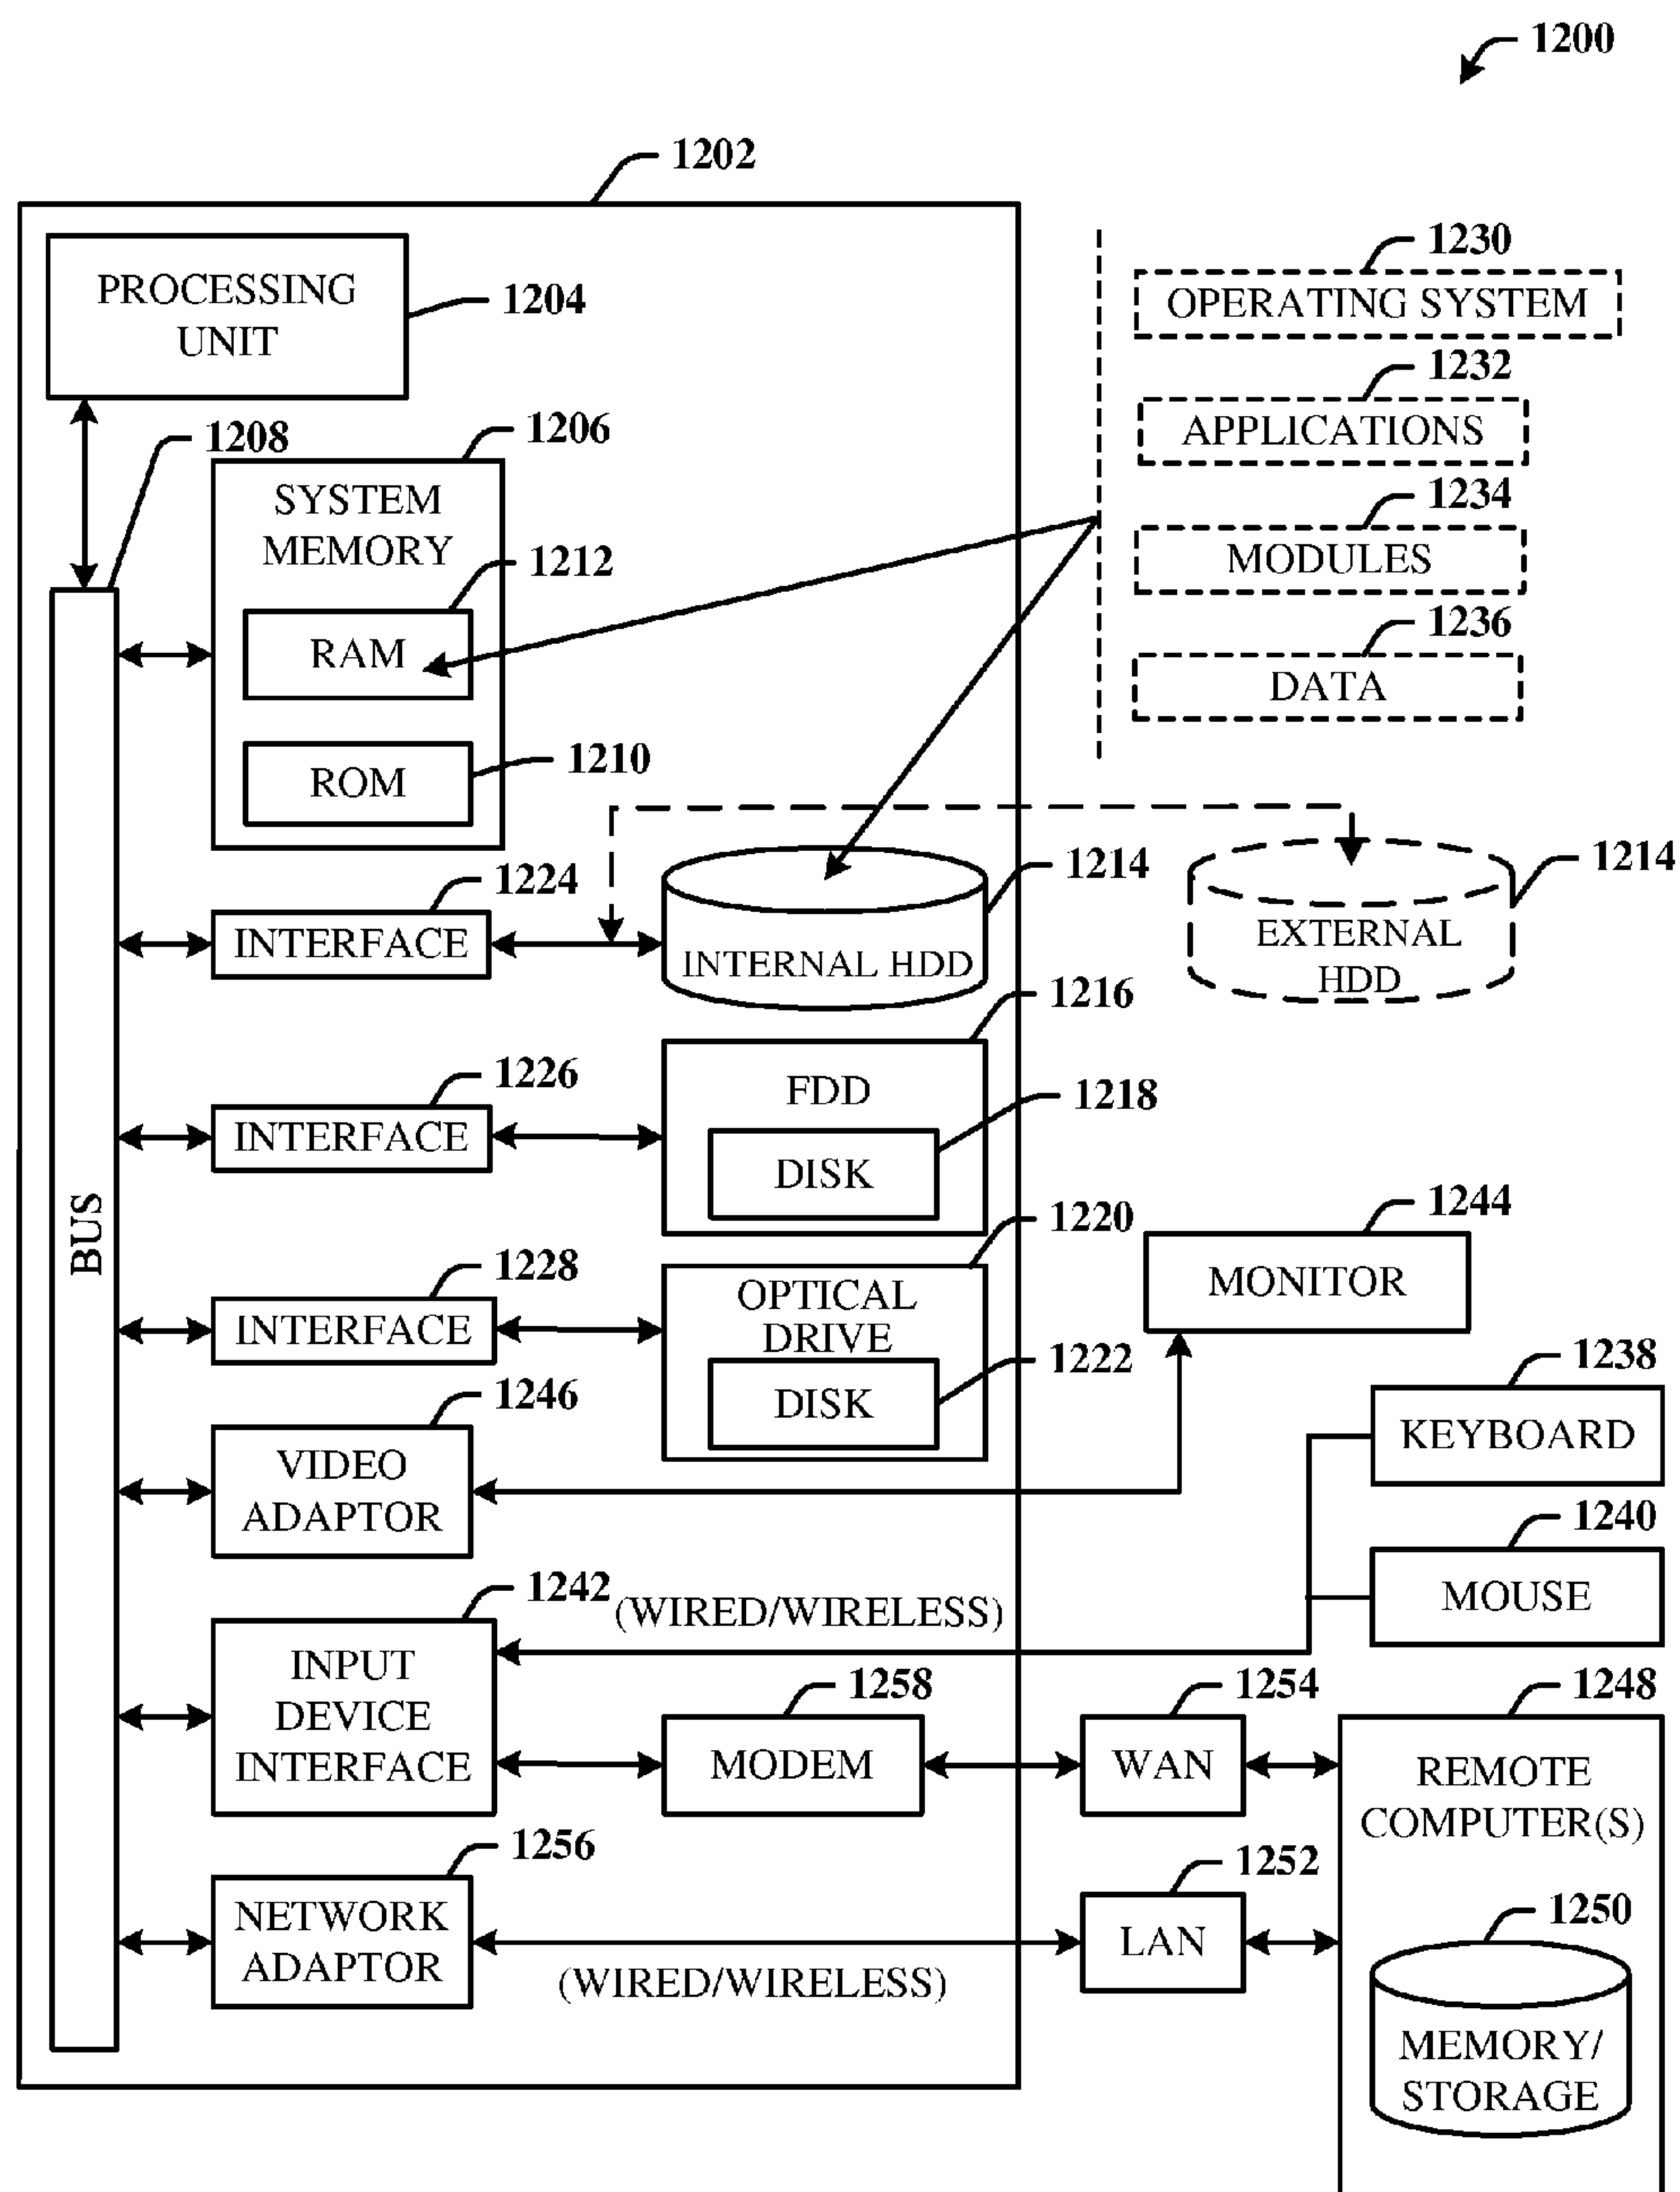 1200
1202
PROCESSING
UNIT
1204
1230
OPERATING SYSTEM
1232
APPLICATIONS
1234
MODULES
1236
DATA
1208
1206
SYSTEM
MEMORY
1212
RAM
1210
ROM
1224
INTERFACE
1214
INTERNAL HDD
1214
EXTERNAL
HDD
1216
FDD
1226
INTERFACE
1218
DISK
BUS
1220
OPTICAL
DRIVE
1228
INTERFACE
1222
DISK
1244
MONITOR
1246
VIDEO
ADAPTOR
1238
KEYBOARD
1240
MOUSE
1242
(WIRED/WIRELESS)
INPUT
DEVICE
INTERFACE
1258
MODEM
1254
WAN
1248
REMOTE
COMPUTER(S)
1256
NETWORK
ADAPTOR
(WIRED/WIRELESS)
1252
LAN
1250
MEMORY/
STORAGE